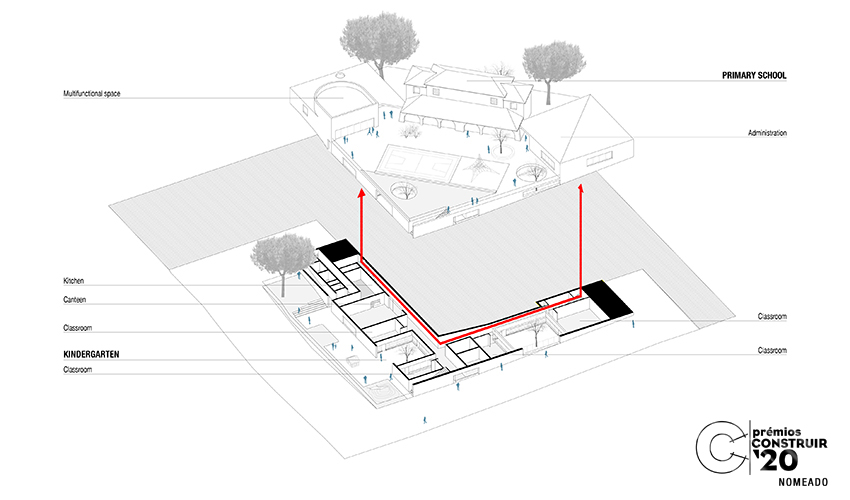 PRIMARY SCHOOL
Multifunctional space
Administration
Kitchen
Canteen
Classroom
Classroom
KINDERGARTEN
Classroom
Classroom
prémios
CONSTRUIR
'20
NOMEADO